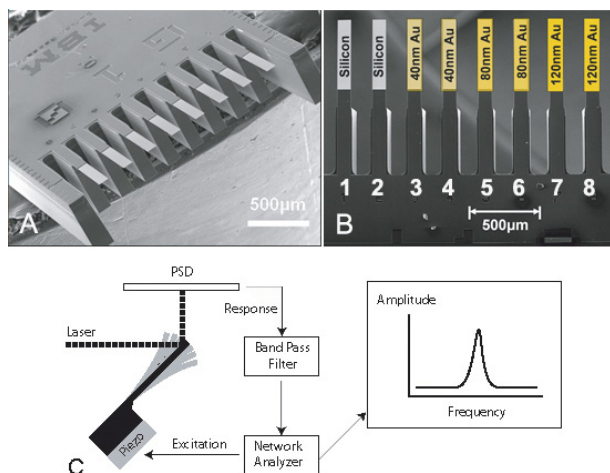 IBM
A
500µm
Silicon
Silicon
40nm Au
40nm Au
80nm Au
80nm Au
120nm Au
120nm Au
1 2 3 4 5 6 7 8
500µm
B
PSD
Response
Laser
Band Pass
Filter
Amplitude
Frequency
Piezo
Excitation
Network
Analyzer
C